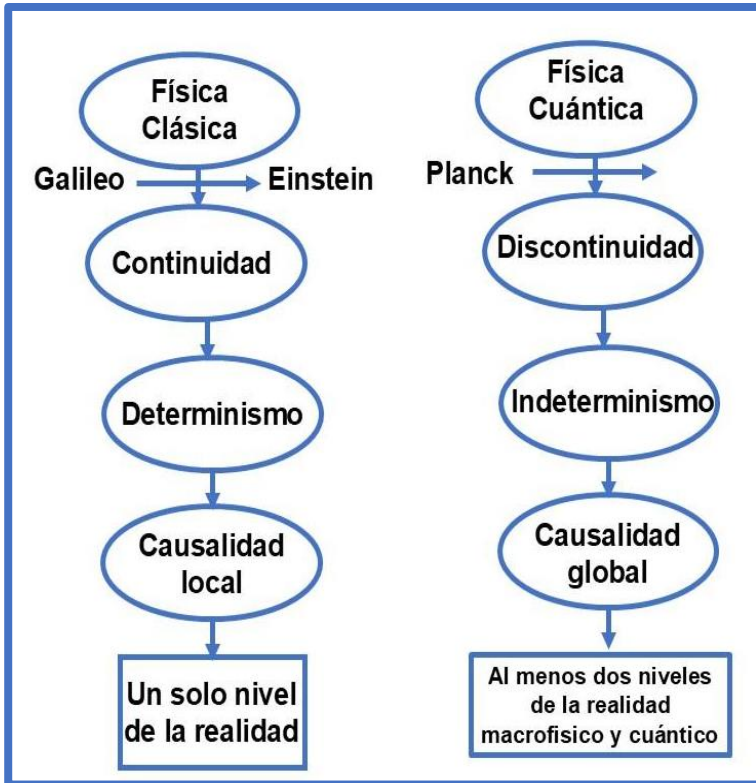 Física
Clásica
Galileo
Einstein
Continuidad
Determinismo
Causalidad
local
Un solo nivel
de la realidad
Física
Cuántica
Planck
Discontinuidad
Indeterminismo
Causalidad
global
Al menos dos niveles
de la realidad
macrofisico y cuántico